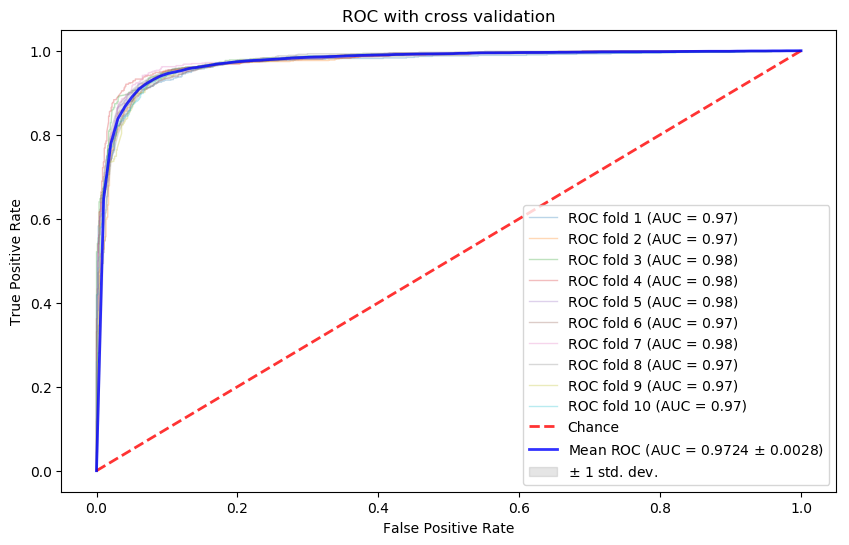 ROC with cross validation
True Positive Rate
1.0
0.8
0.6
0.4
0.2
0.0
ROC fold 1 (AUC = 0.97)
ROC fold 2 (AUC = 0.97)
ROC fold 3 (AUC = 0.98)
ROC fold 4 (AUC = 0.98)
ROC fold 5 (AUC = 0.98)
ROC fold 6 (AUC = 0.97)
ROC fold 7 (AUC = 0.98)
ROC fold 8 (AUC = 0.97)
ROC fold 9 (AUC = 0.97)
ROC fold 10 (AUC = 0.97)
Chance
Mean ROC (AUC = 0.9724 ± 0.0028)
± 1 std. dev.
0.0 0.2 0.4 0.6 0.8 1.0
False Positive Rate